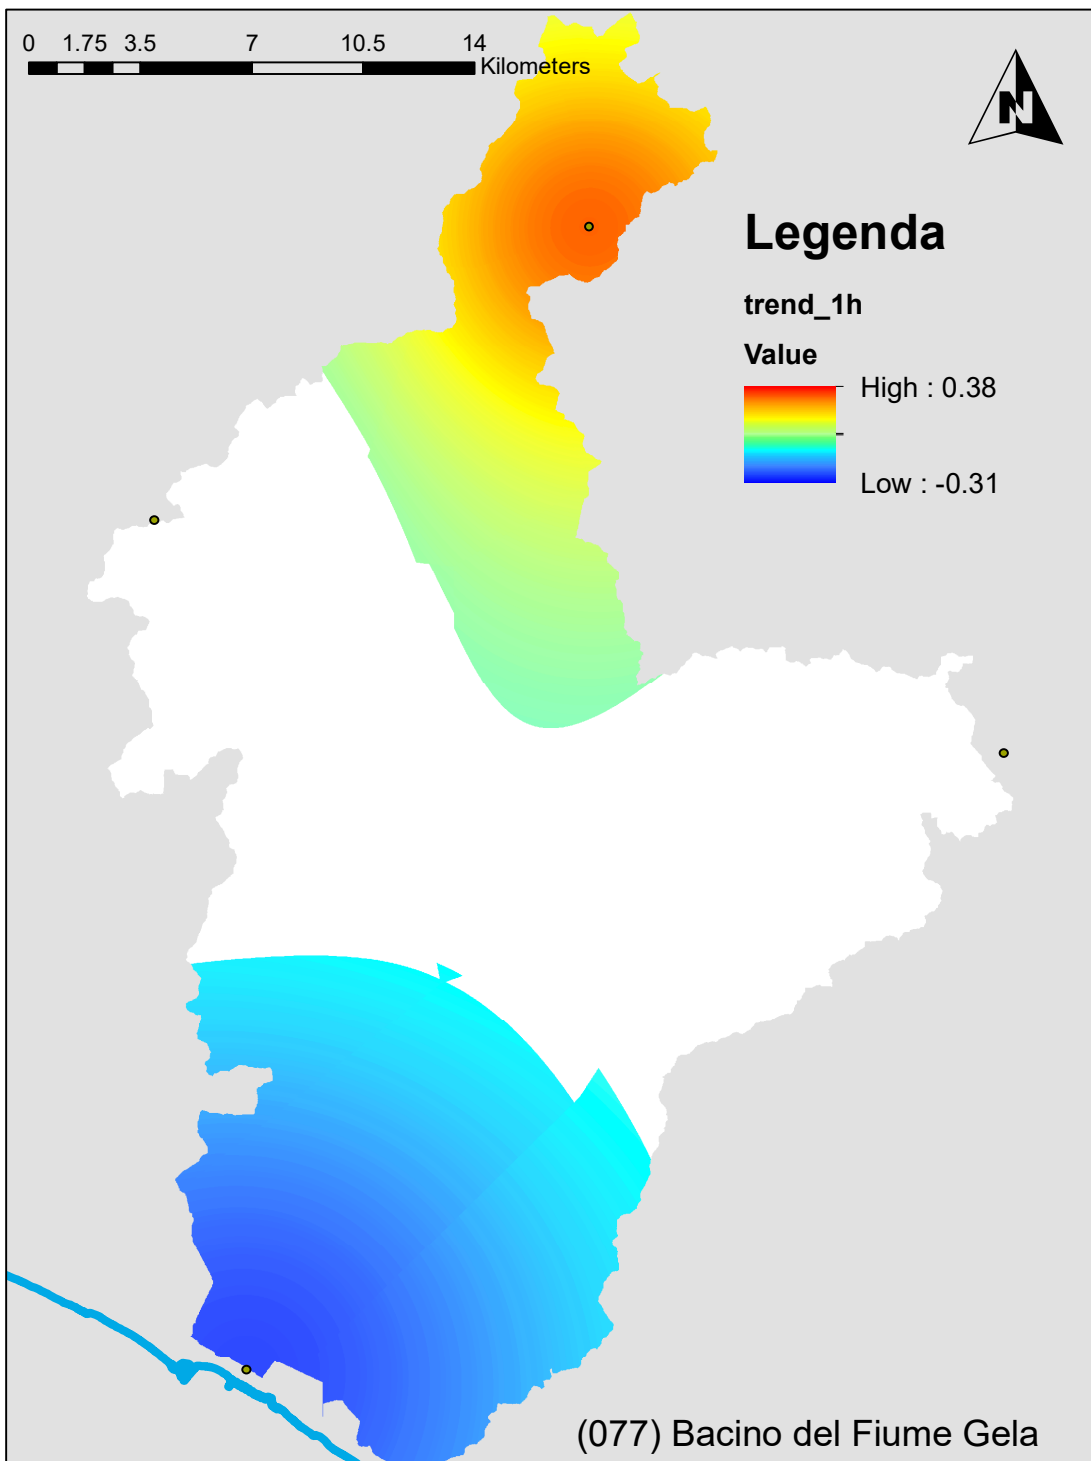 0 1.75 3.5 7 10.5 14
Kilometers
N
Legenda
trend_1h
Value
High : 0.38
Low : -0.31
(077) Bacino del Fiume Gela